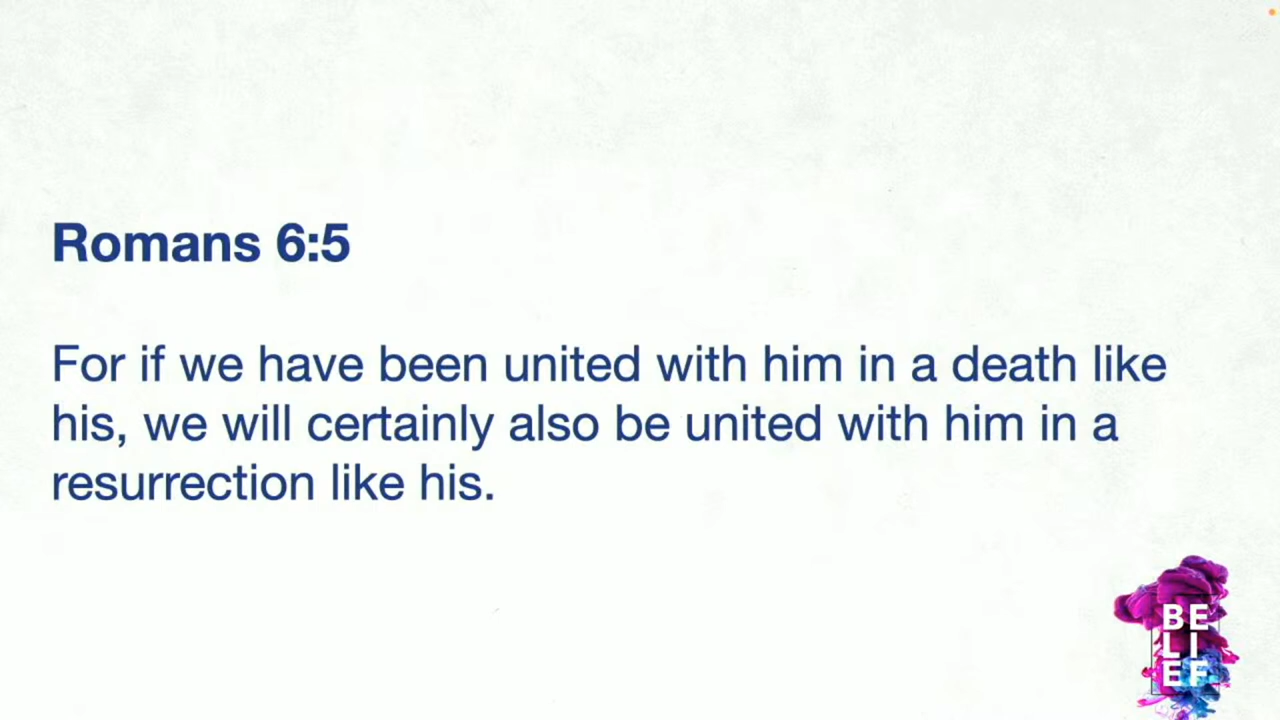 Romans 6:5
For if we have been united with him in a death like
his, we will certainly also be united with him in a
resurrection like his.
BE
LI
EF